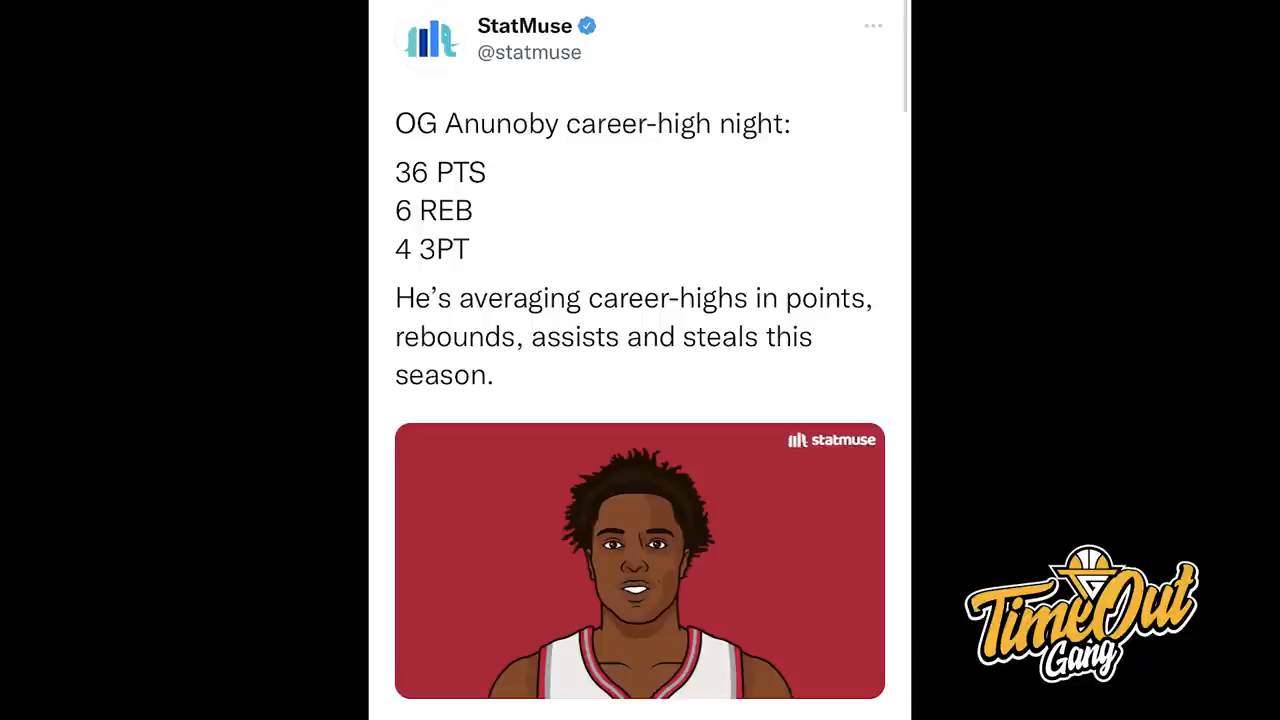 StatMuse
@statmuse
OG Anunoby career-high night:
36 PTS
6 REB
4 3PT
He’s averaging career-highs in points,
rebounds, assists and steals this
season.
statmuse
TimeOut
Gang